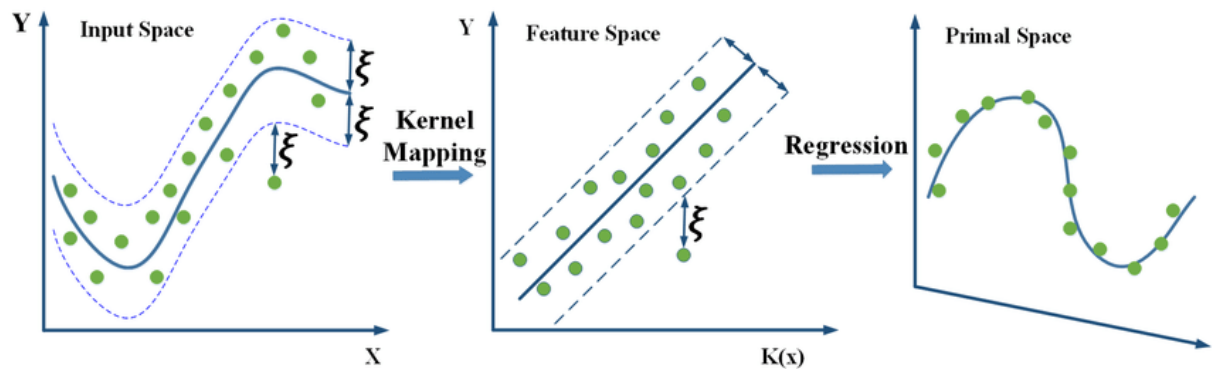 Y
Input Space
ξ
ξ
ξ
X
Kernel
Mapping
Y
Feature Space
ξ
K(x)
Regression
Primal Space